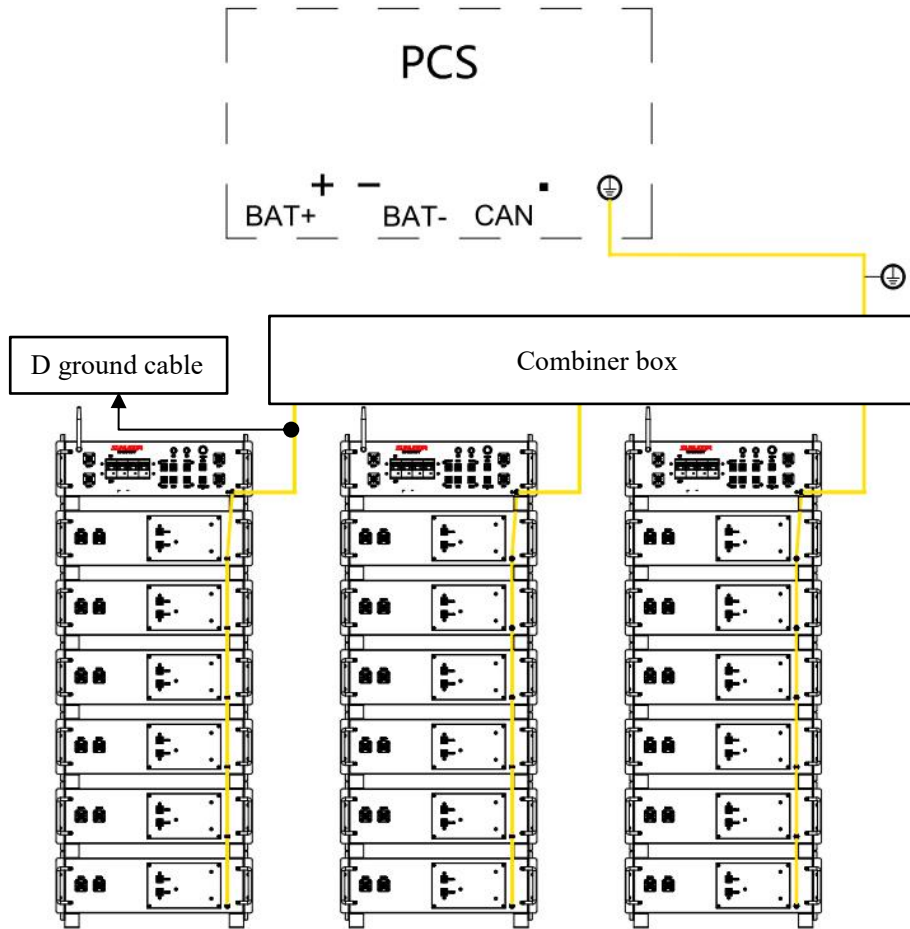 PCS
+ −
BAT+ BAT- CAN
D ground cable
Combiner box